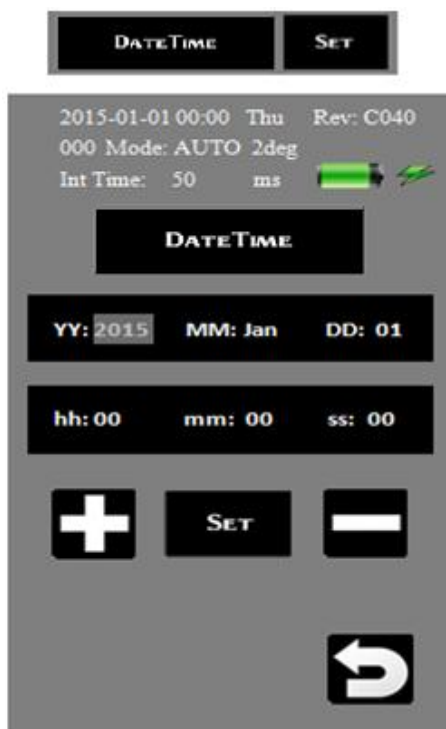 DATETIME SET
2015-01-01 00:00 Thu Rev: C040
000 Mode: AUTO 2deg
Int Time: 50 ms
DATETIME
YY: 2015 MM: Jan DD: 01
hh: 00 mm: 00 ss: 00
SET